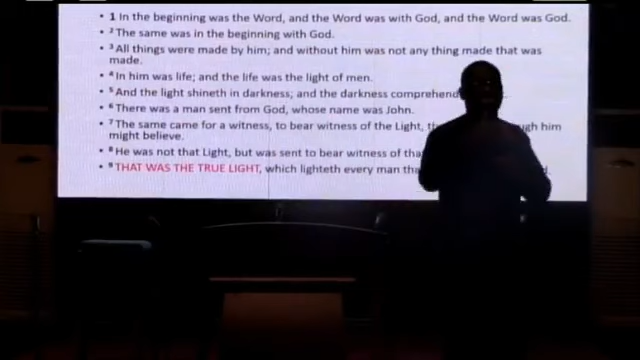 • 1 In the beginning was the Word, and the Word was with God, and the Word was God.
• 2 The same was in the beginning with God.
• 3 All things were made by him; and without him was not any thing made that was
made.
• 4 In him was life; and the life was the light of men.
• 5 And the light shineth in darkness; and the darkness comprehend
• 6 There was a man sent from God, whose name was John.
• 7 The same came for a witness, to bear witness of the Light, th ugh him
might believe.
• 8 He was not that Light, but was sent to bear witness of tha
• 9 THAT WAS THE TRUE LIGHT, which lighteth every man tha